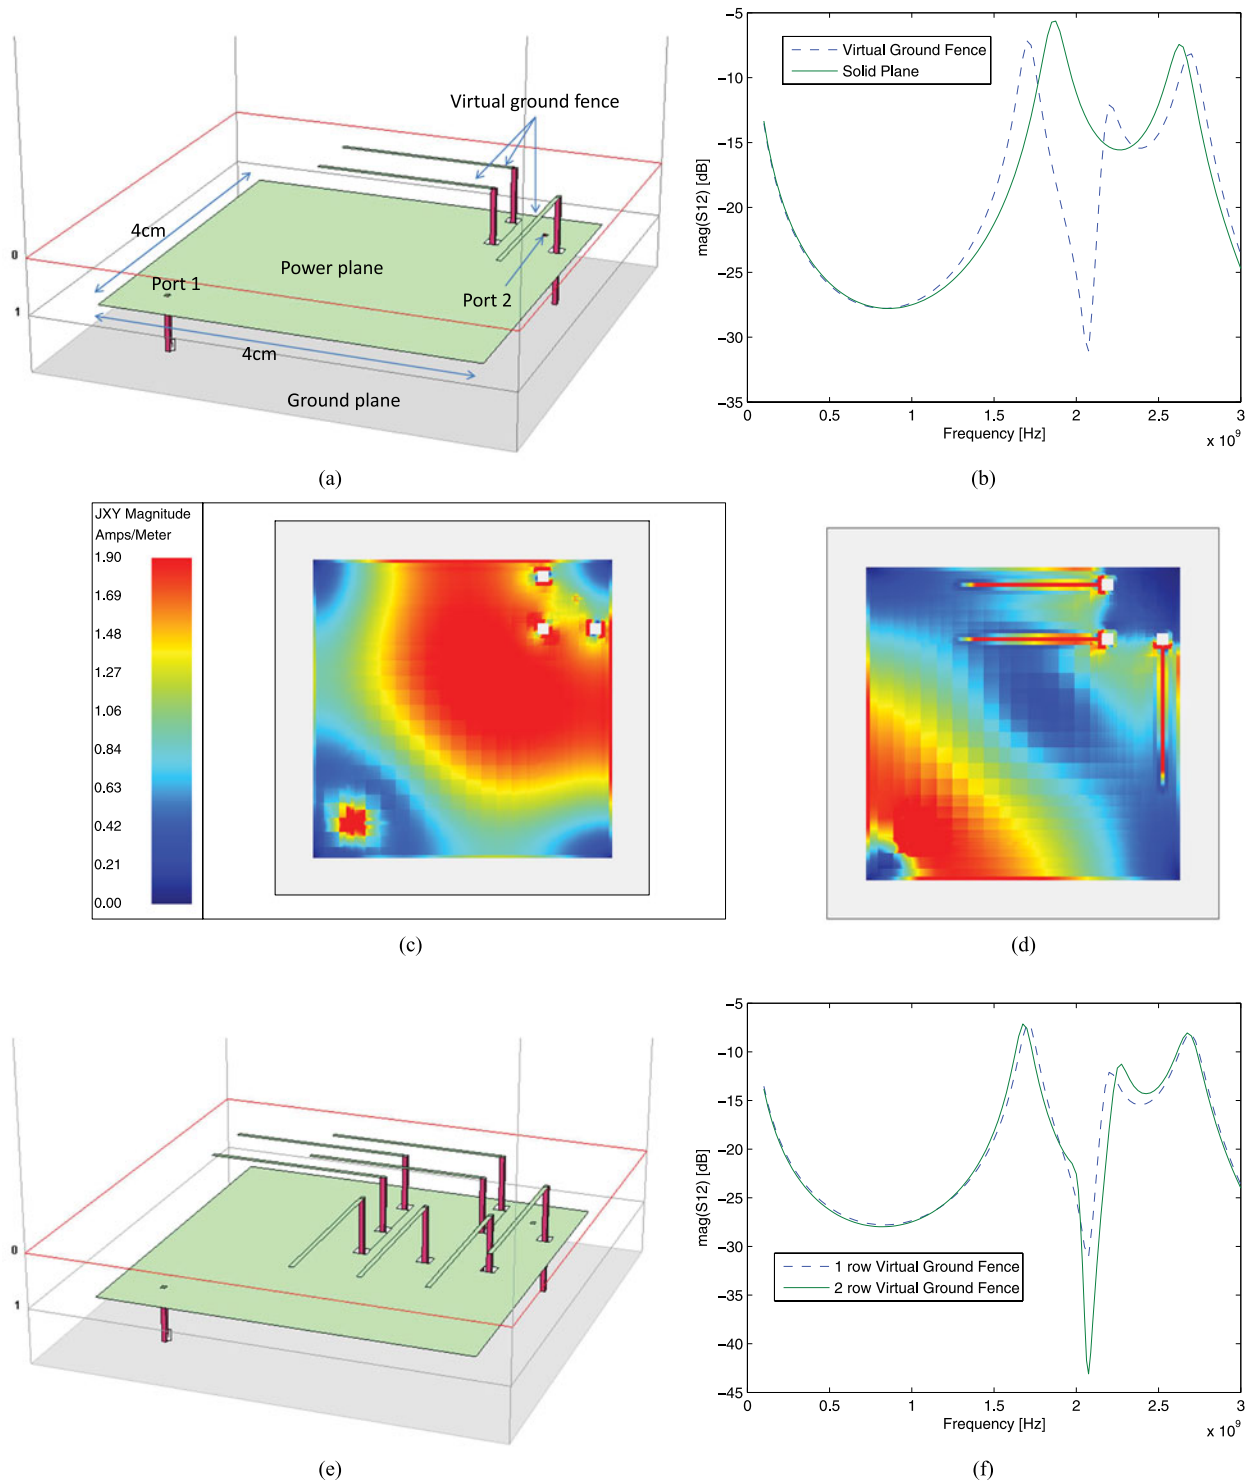 Virtual ground fence
4cm
Power plane
Port 1
Port 2
4cm
Ground plane
0
1
(a)
-5
-10
-15
-20
-25
-30
-35
mag(S12) [dB]
Virtual Ground Fence
Solid Plane
0
0.5
1
1.5
2
2.5
3
Frequency [Hz]
x 10^9
(b)
JXY Magnitude
Amps/Meter
1.90
1.69
1.48
1.27
1.06
0.84
0.63
0.42
0.21
0.00
(c)
(d)
0
1
(e)
-5
-10
-15
-20
-25
-30
-35
-40
-45
mag(S12) [dB]
1 row Virtual Ground Fence
2 row Virtual Ground Fence
0
0.5
1
1.5
2
2.5
3
Frequency [Hz]
x 10^9
(f)